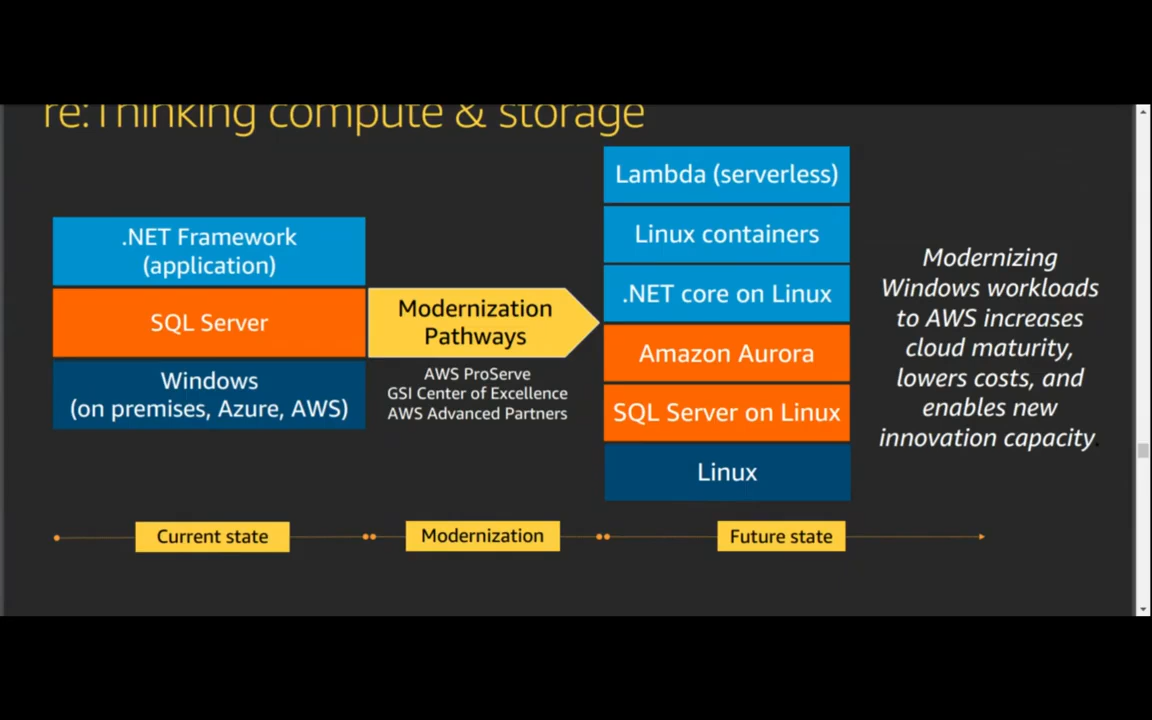 re:Thinking compute & storage
.NET Framework
(application)
SQL Server
Windows
(on premises, Azure, AWS)
Modernization
Pathways
AWS ProServe
GSI Center of Excellence
AWS Advanced Partners
Lambda (serverless)
Linux containers
.NET core on Linux
Amazon Aurora
SQL Server on Linux
Linux
Modernizing
Windows workloads
to AWS increases
cloud maturity,
lowers costs, and
enables new
innovation capacity.
Current state
Modernization
Future state